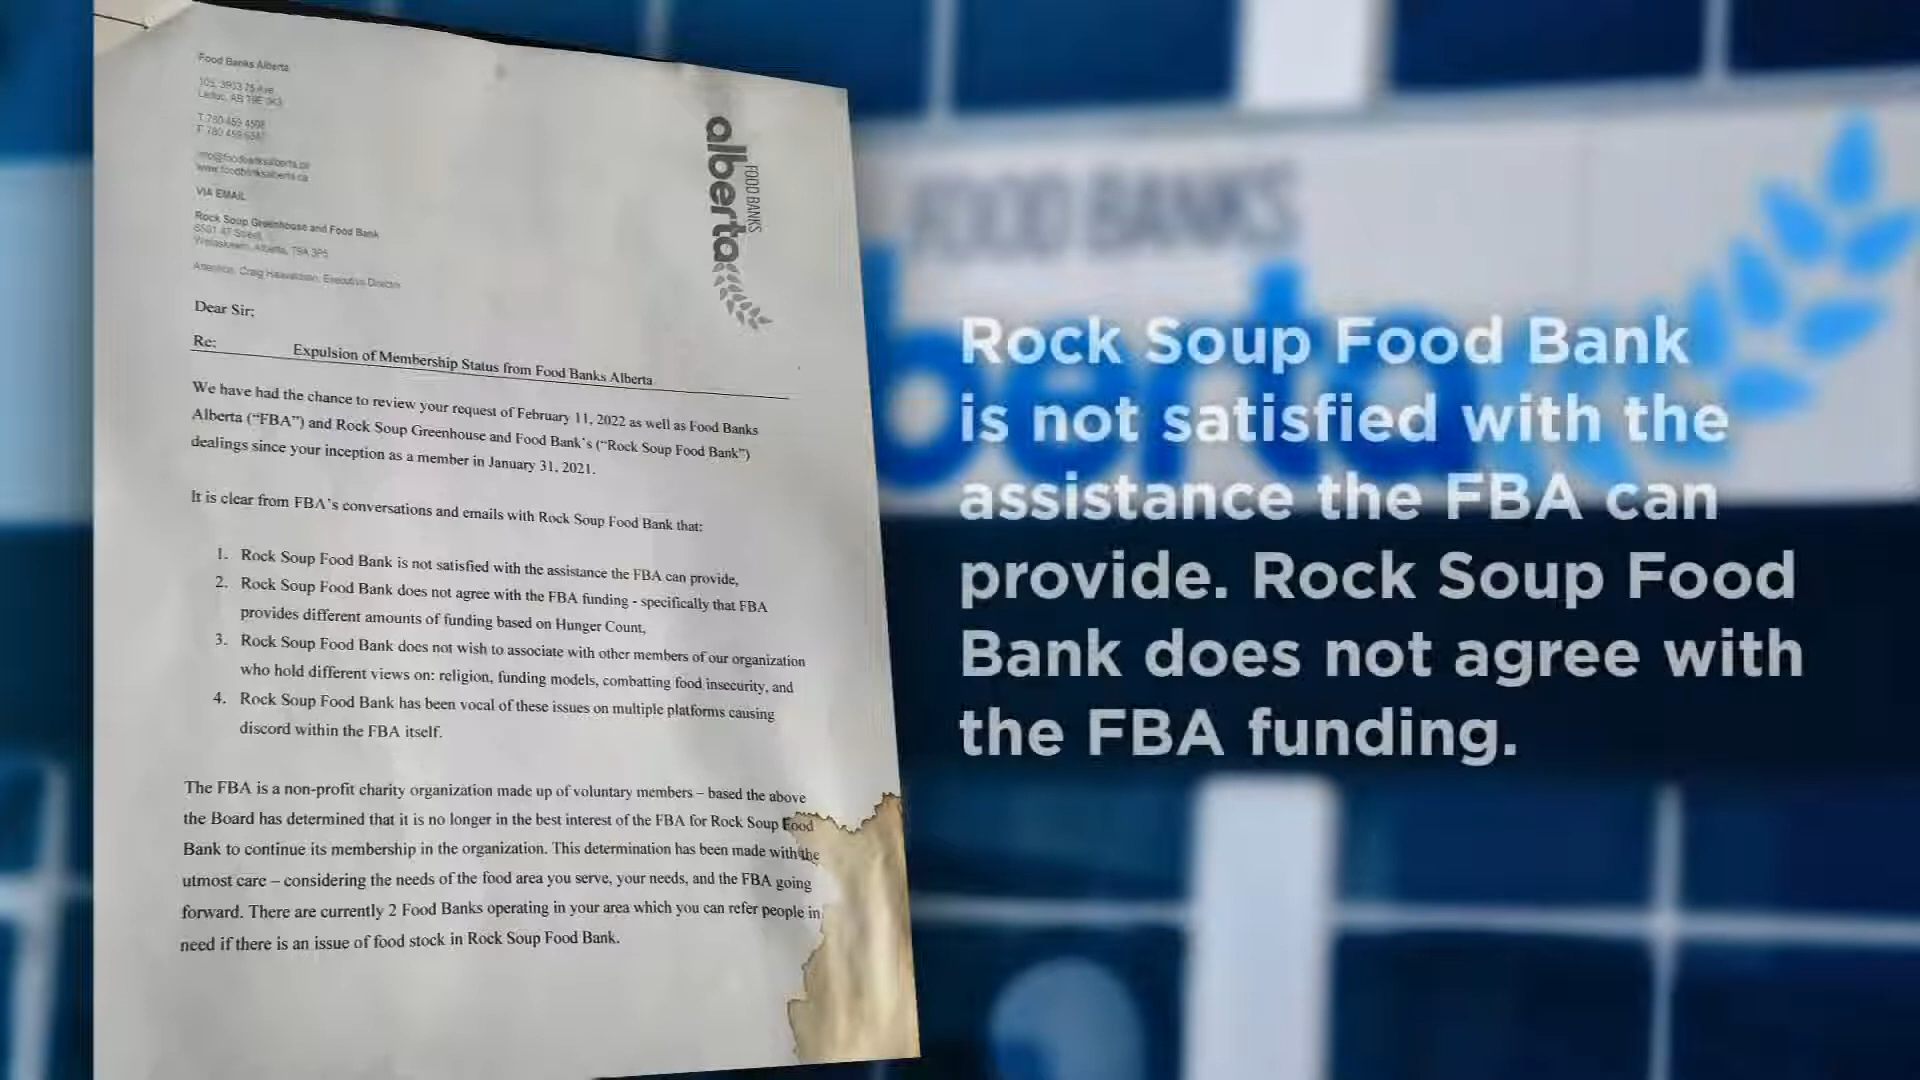 Food Banks Alberta
Leduc, AB T9E 0K3
VIA EMAIL
Rock Soup Greenhouse and Food Bank
Wetaskiwin, Alberta, T9A 3P5
Executive Director
FOOD BANKS
alberta
Dear Sir:
Re: Expulsion of Membership Status from Food Banks Alberta
We have had the chance to review your request of February 11, 2022 as well as Food Banks
Alberta (“FBA”) and Rock Soup Greenhouse and Food Bank’s (“Rock Soup Food Bank”)
dealings since your inception as a member in January 31, 2021.
It is clear from FBA’s conversations and emails with Rock Soup Food Bank that:
1. Rock Soup Food Bank is not satisfied with the assistance the FBA can provide,
2. Rock Soup Food Bank does not agree with the FBA funding - specifically that FBA
provides different amounts of funding based on Hunger Count,
3. Rock Soup Food Bank does not wish to associate with other members of our organization
who hold different views on: religion, funding models, combatting food insecurity, and
4. Rock Soup Food Bank has been vocal of these issues on multiple platforms causing
discord within the FBA itself.
The FBA is a non-profit charity organization made up of voluntary members – based the above
the Board has determined that it is no longer in the best interest of the FBA for Rock Soup Food
Bank to continue its membership in the organization. This determination has been made with the
utmost care – considering the needs of the food area you serve, your needs, and the FBA going
forward. There are currently 2 Food Banks operating in your area which you can refer people in
need if there is an issue of food stock in Rock Soup Food Bank.
FOOD BANKS
berta
Rock Soup Food Bank
is not satisfied with the
assistance the FBA can
provide. Rock Soup Food
Bank does not agree with
the FBA funding.